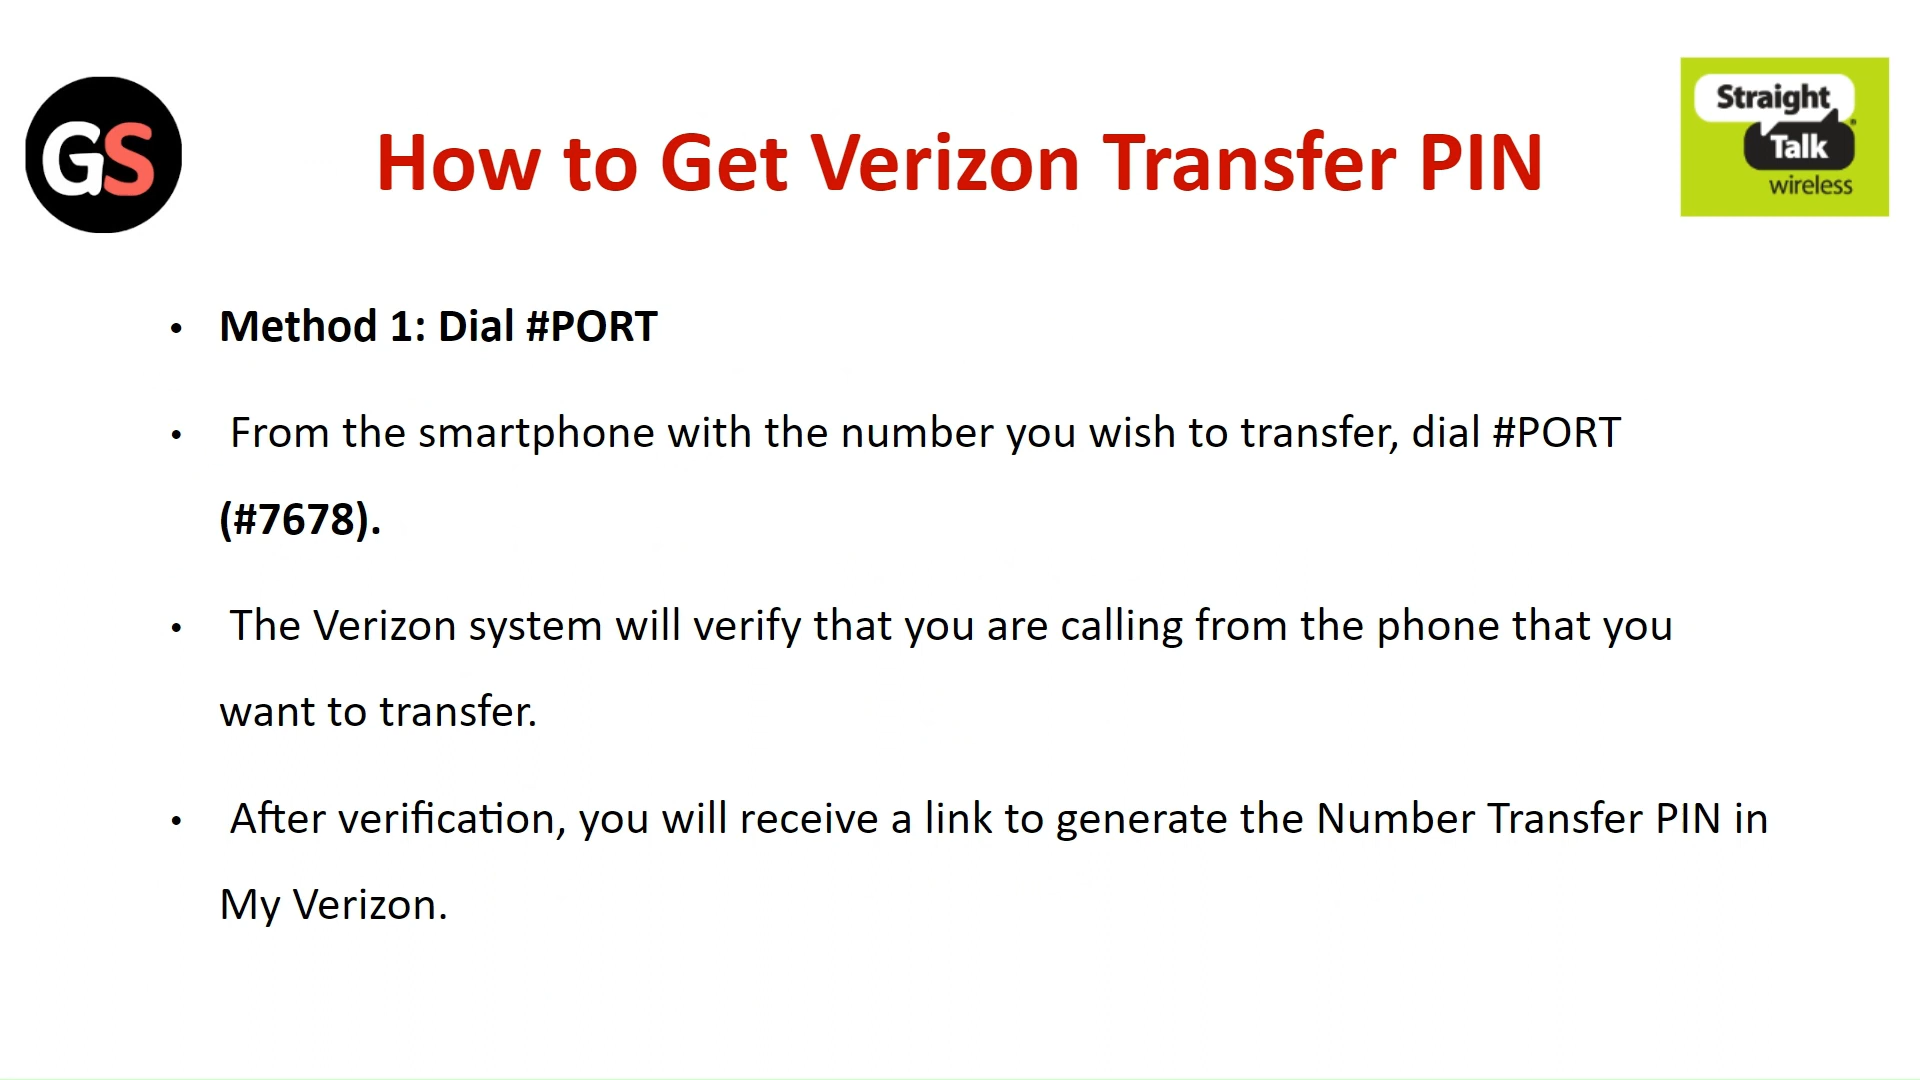 GS
How to Get Verizon Transfer PIN
Straight
Talk
wireless
• Method 1: Dial #PORT
• From the smartphone with the number you wish to transfer, dial #PORT
(#7678).
• The Verizon system will verify that you are calling from the phone that you
want to transfer.
• After verification, you will receive a link to generate the Number Transfer PIN in
My Verizon.